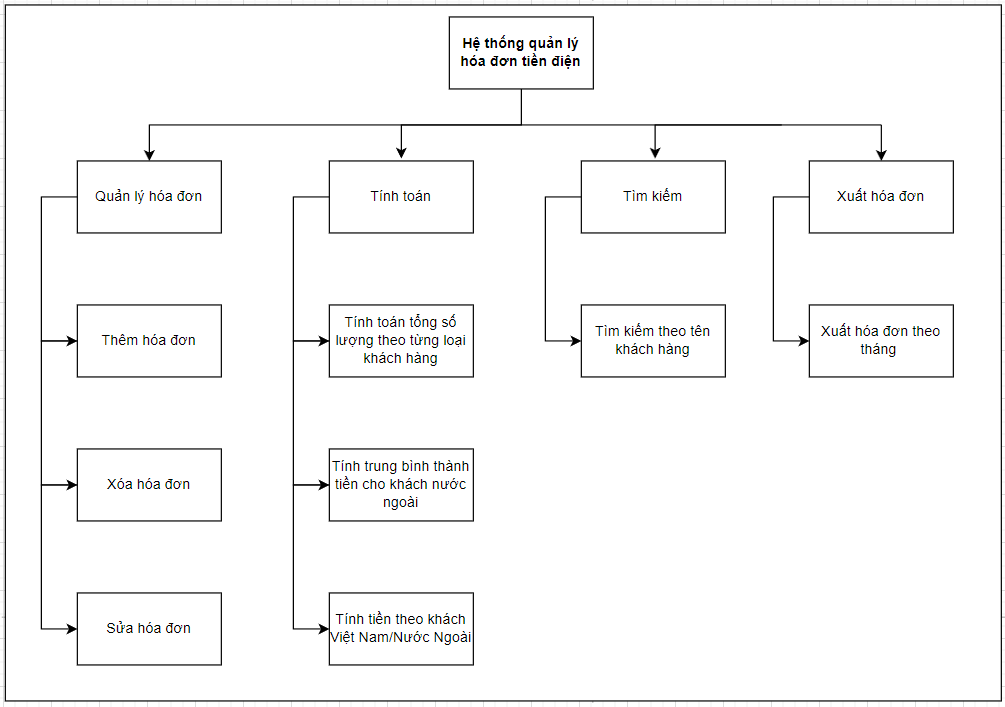 Hệ thống quản lý
hóa đơn tiền điện
Quản lý hóa đơn
Tính toán
Tìm kiếm
Xuất hóa đơn
Thêm hóa đơn
Tính toán tổng số
lượng theo từng loại
khách hàng
Tìm kiếm theo tên
khách hàng
Xuất hóa đơn theo
tháng
Xóa hóa đơn
Tính trung bình thành
tiền cho khách nước
ngoài
Sửa hóa đơn
Tính tiền theo khách
Việt Nam/Nước Ngoài